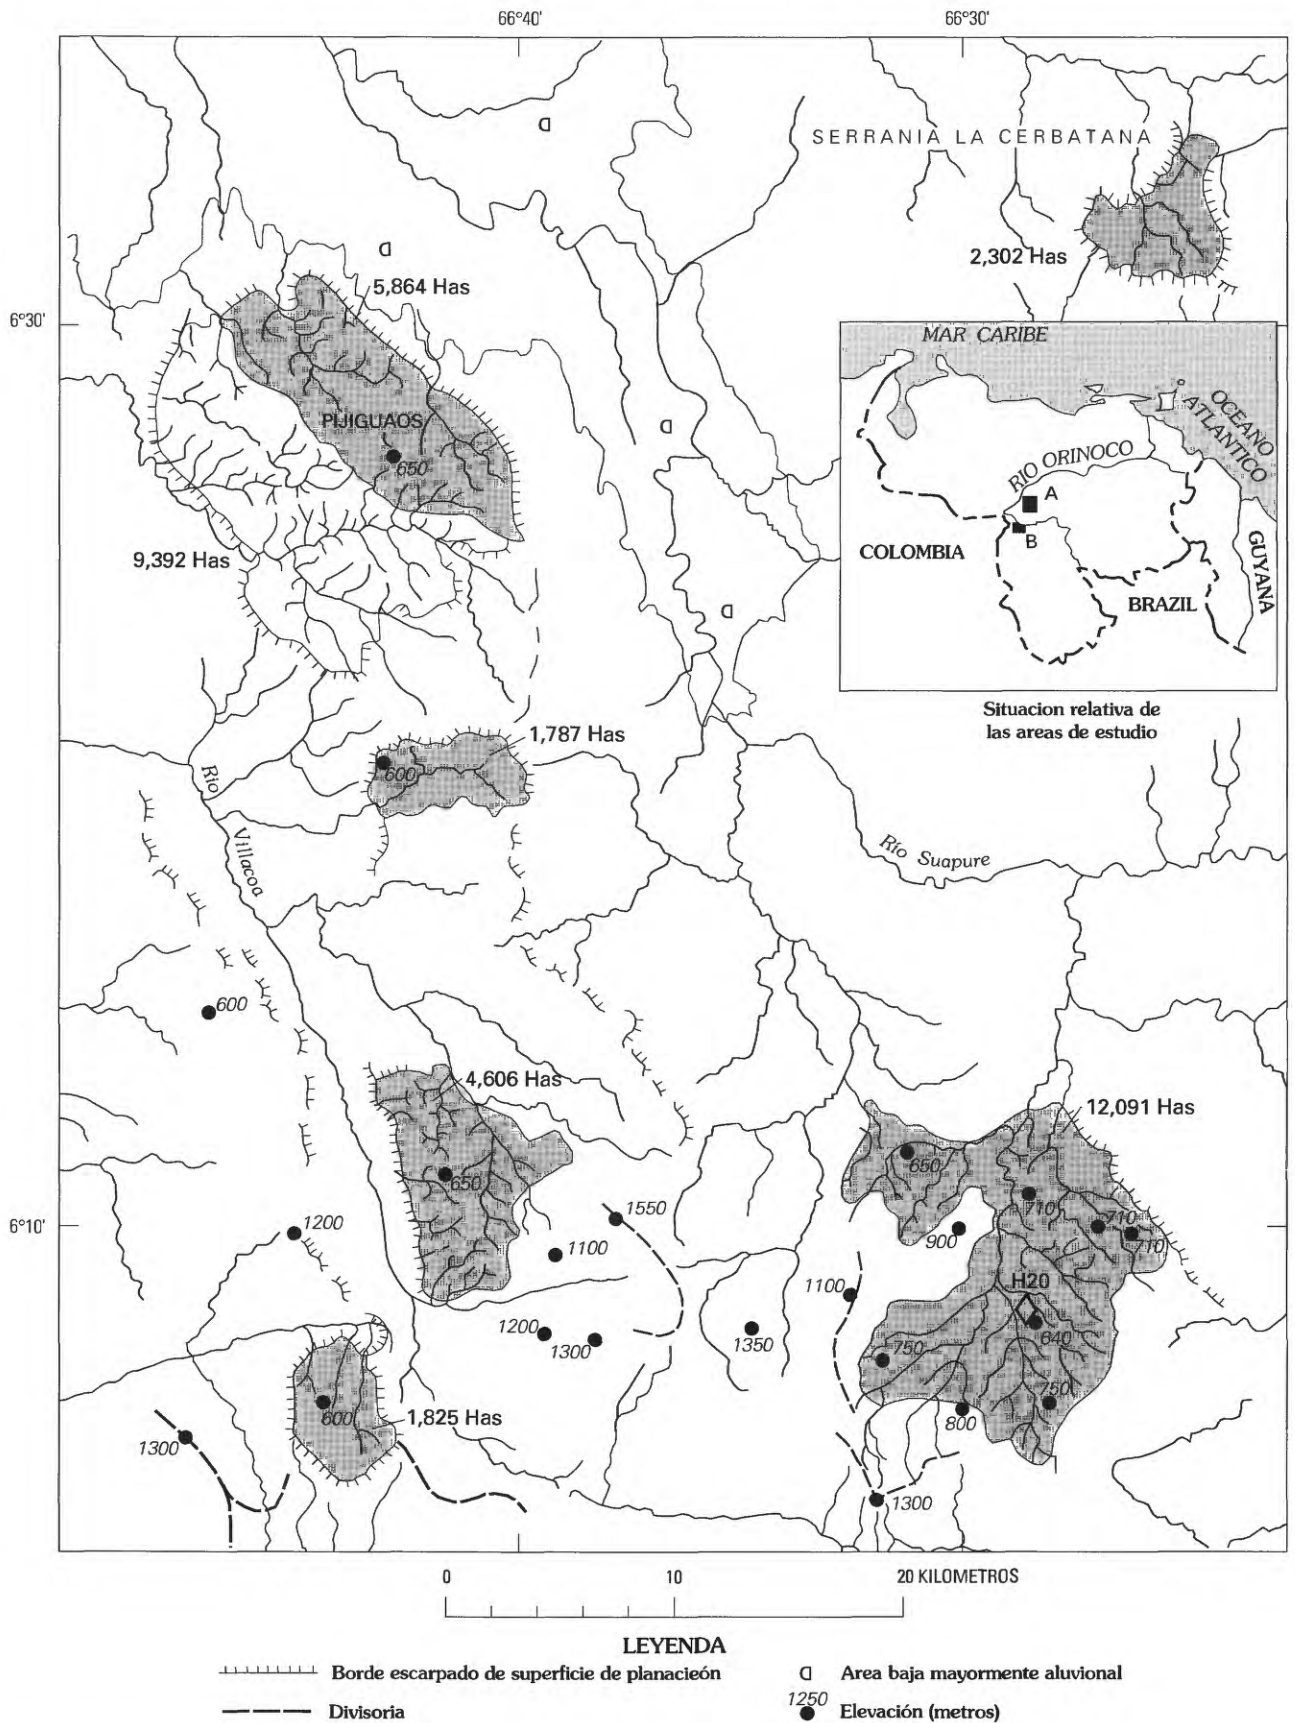 66°40'
66°30'
D
SERRANIA LA CERBATANA
D
2,302 Has
5,864 Has
6°30'
MAR CARIBE
OCEANO
ATLANTICO
PIJIGUAOS
650
D
RIO ORINOCO
A
B
COLOMBIA
GUYANA
9,392 Has
BRAZIL
D
Situacion relativa de
las areas de estudio
1,787 Has
600
Río
Villacoa
Río Suapure
600
4,606 Has
12,091 Has
650
650
710
710
710
1550
6°10'
1200
900
1100
H20
1100
640
1200
1300
1350
750
750
600
1,825 Has
800
1300
1300
0
10
20 KILOMETROS
LEYENDA
Borde escarpado de superficie de planacieón
D Area baja mayormente aluvional
Divisoria
1250
Elevación (metros)